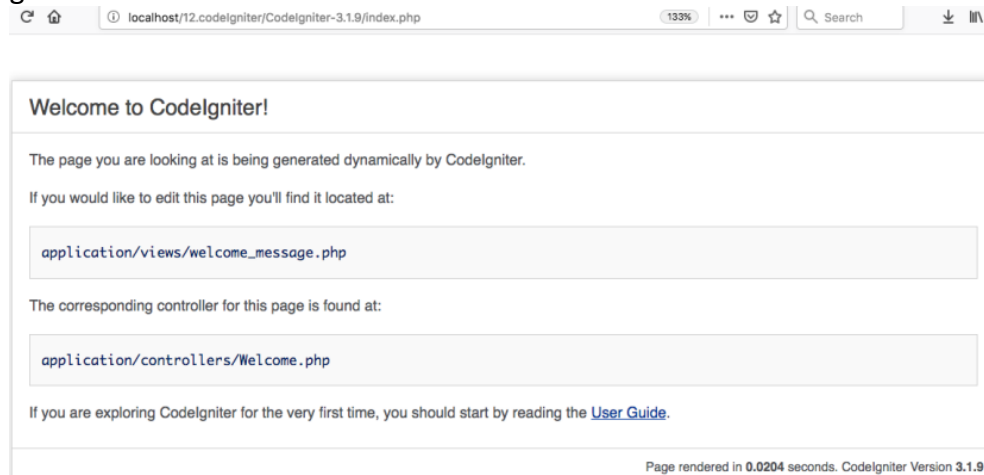 g
localhost/12.codeIgniter/CodeIgniter-3.1.9/index.php 133% Search
Welcome to CodeIgniter!
The page you are looking at is being generated dynamically by CodeIgniter.
If you would like to edit this page you'll find it located at:
application/views/welcome_message.php
The corresponding controller for this page is found at:
application/controllers/Welcome.php
If you are exploring CodeIgniter for the very first time, you should start by reading the User Guide.
Page rendered in 0.0204 seconds. CodeIgniter Version 3.1.9